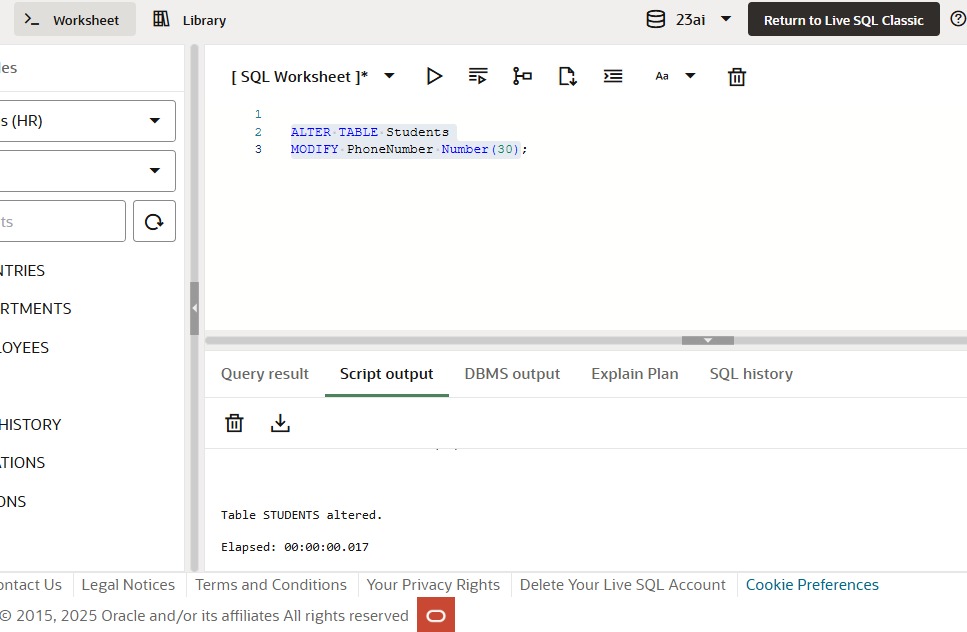 Worksheet
Library
23ai
Return to Live SQL Classic
les
s (HR)
ts
NTRIES
RTMENTS
LOYEES
HISTORY
ATIONS
ONS
[ SQL Worksheet ]*
Aa
1
2 ALTER TABLE Students
3 MODIFY PhoneNumber Number(30);
Query result Script output DBMS output Explain Plan SQL history
Table STUDENTS altered.
Elapsed: 00:00:00.017
ontact Us Legal Notices Terms and Conditions Your Privacy Rights Delete Your Live SQL Account Cookie Preferences
© 2015, 2025 Oracle and/or its affiliates All rights reserved